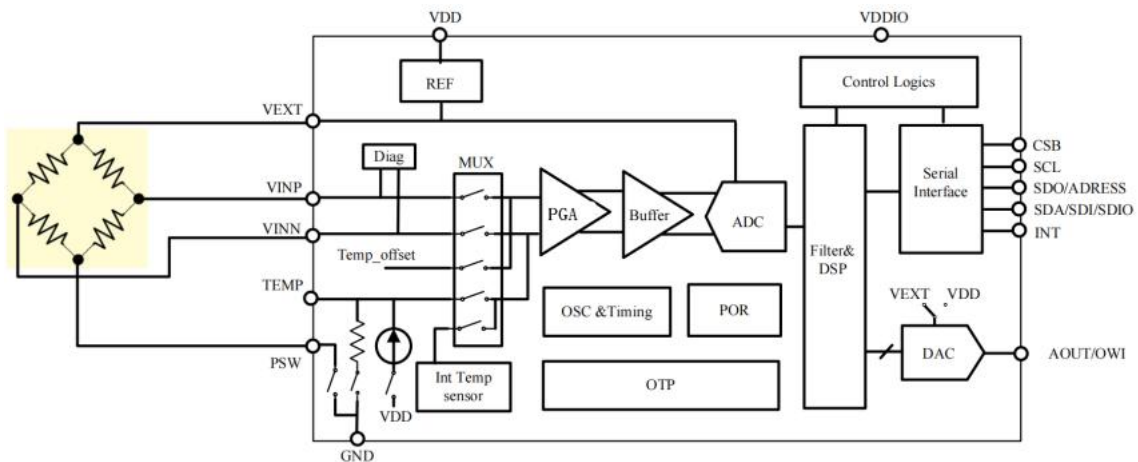 VDD
VDDIO
REF
Control Logics
VEXT
Diag
MUX
CSB
SCL
SDO/ADRESS
SDA/SDI/SDIO
INT
Serial
Interface
VINP
PGA
Buffer
ADC
VINN
Filter&
DSP
Temp_offset
TEMP
OSC &Timing
POR
VEXT
VDD
PSW
Int Temp
sensor
OTP
DAC
AOUT/OWI
VDD
GND